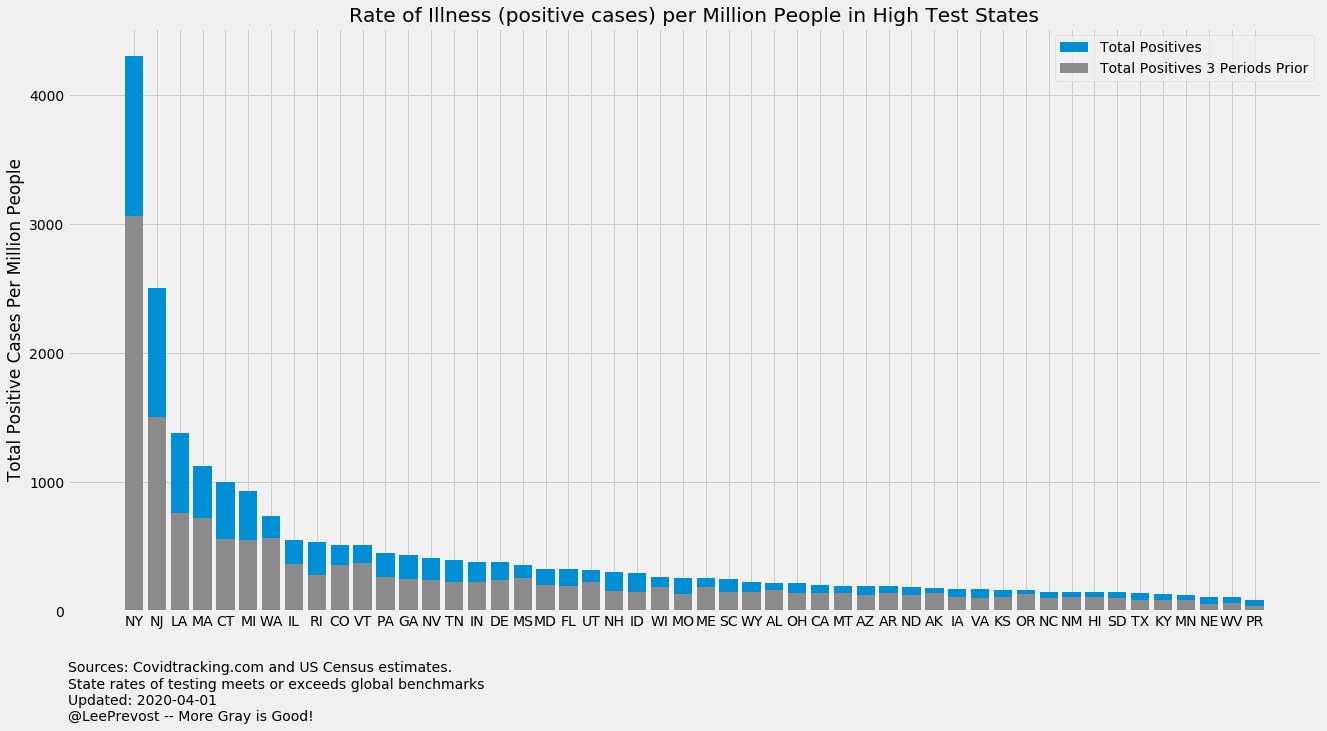 Rate of Illness (positive cases) per Million People in High Test States
Total Positives
Total Positives 3 Periods Prior
Total Positive Cases Per Million People
4000
3000
2000
1000
0
NY NJ LA MA CT MI WA IL RI CO VT PA GA NV TN IN DE MS MD FL UT NH ID WI MO ME SC WY AL OH CA MT AZ AR ND AK IA VA KS OR NC NM HI SD TX KY MN NE WV PR
Sources: Covidtracking.com and US Census estimates.
State rates of testing meets or exceeds global benchmarks
Updated: 2020-04-01
@LeePrevost -- More Gray is Good!